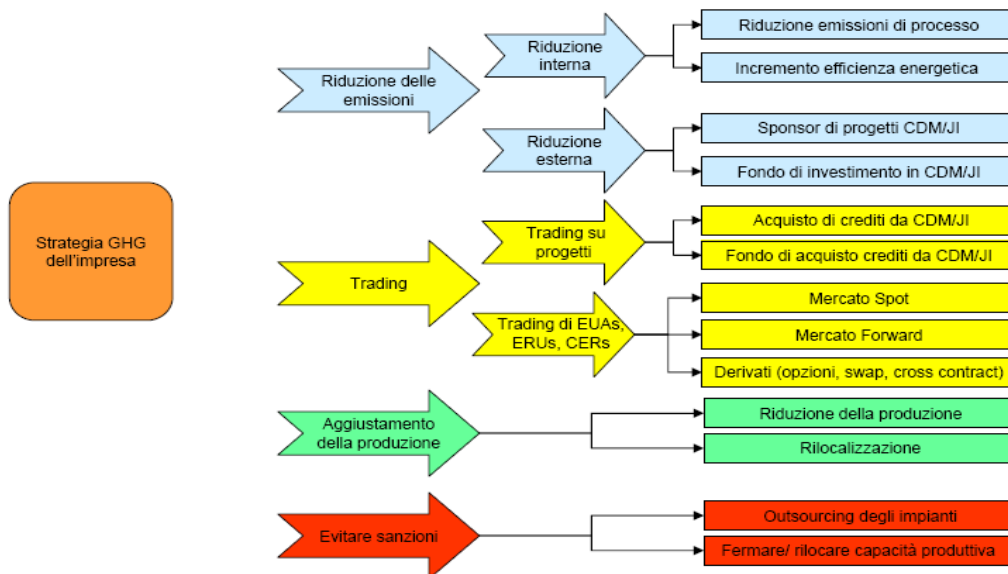 Strategia GHG
dell'impresa
Riduzione delle
emissioni
Riduzione
interna
Riduzione emissioni di processo
Incremento efficienza energetica
Riduzione
esterna
Sponsor di progetti CDM/JI
Fondo di investimento in CDM/JI
Trading
Trading su
progetti
Acquisto di crediti da CDM/JI
Fondo di acquisto crediti da CDM/JI
Trading di EUAs,
ERUs, CERs
Mercato Spot
Mercato Forward
Derivati (opzioni, swap, cross contract)
Aggiustamento
della produzione
Riduzione della produzione
Rilocalizzazione
Evitare sanzioni
Outsourcing degli impianti
Fermare/ rilocare capacità produttiva